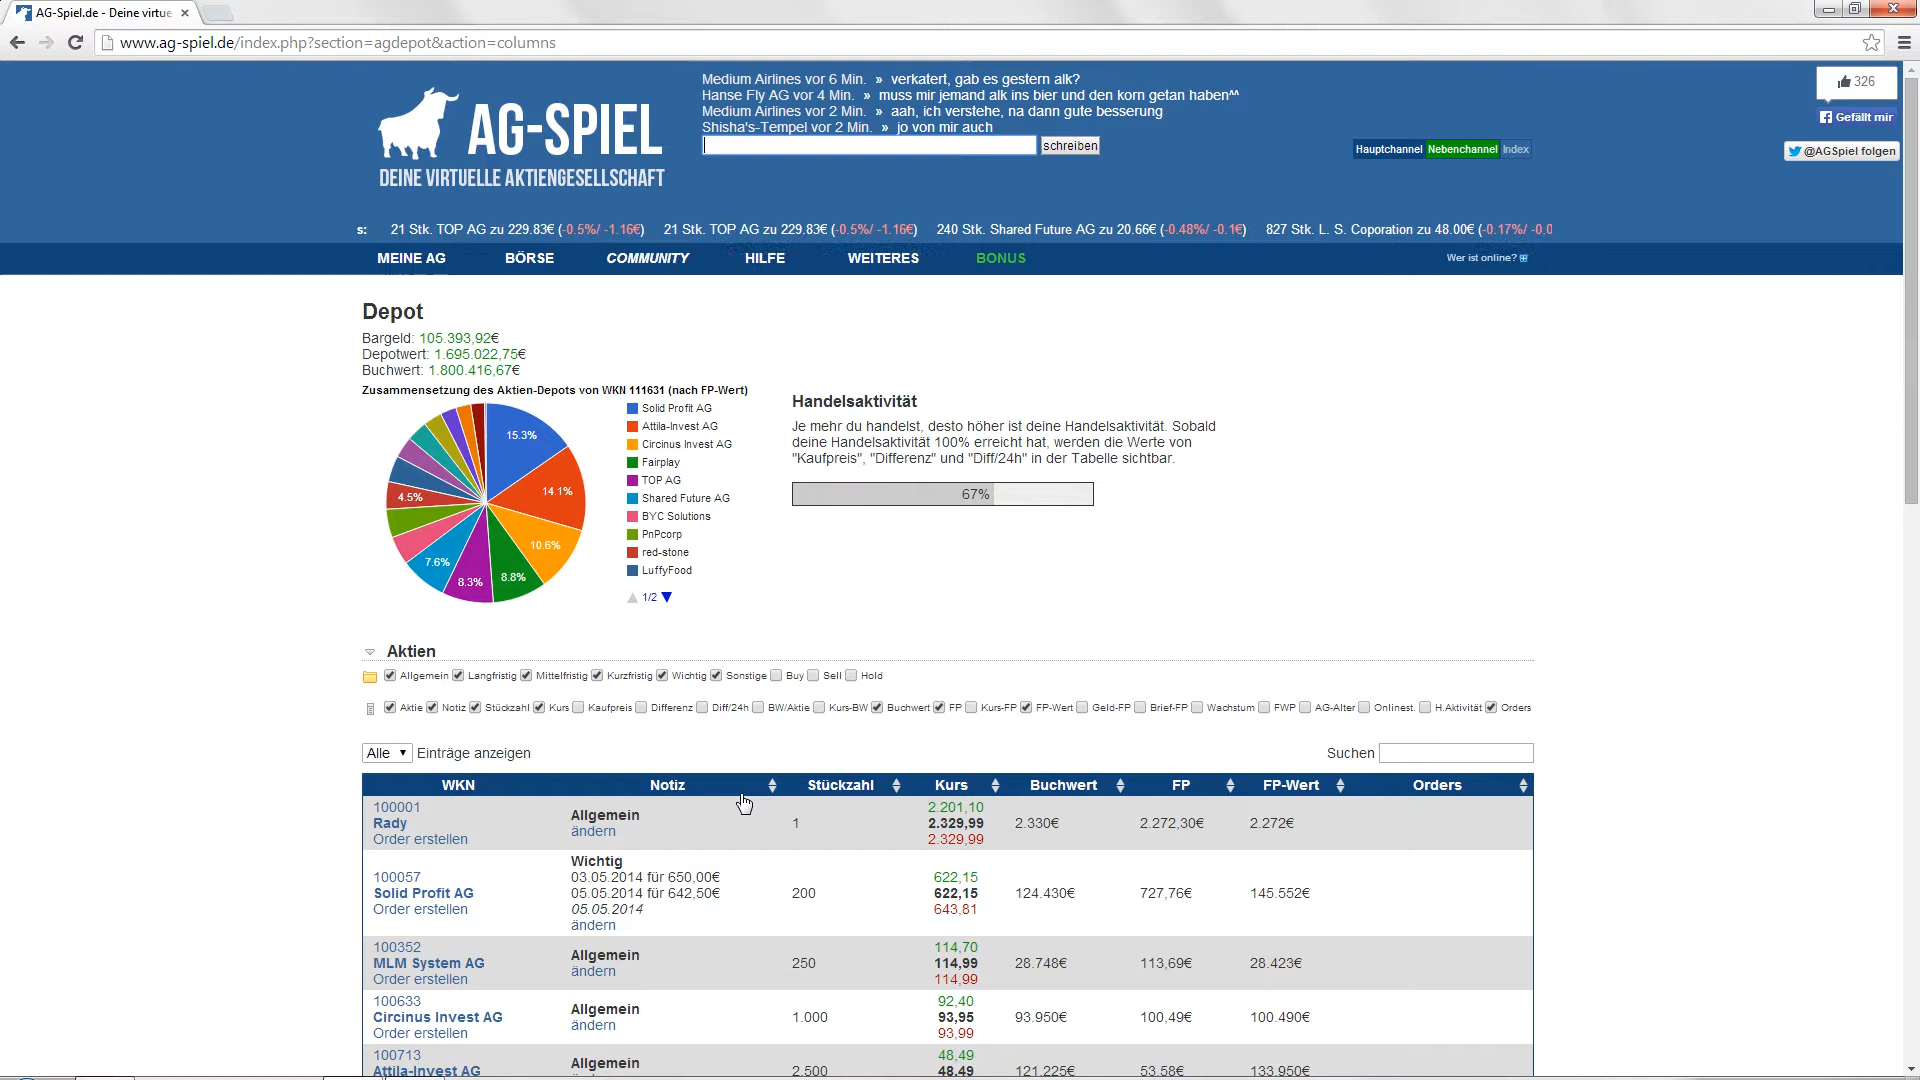 AG-Spiel.de - Deine virtue
www.ag-spiel.de/index.php?section=agdepot&action=columns
AG-SPIEL
DEINE VIRTUELLE AKTIENGESELLSCHAFT
Medium Airlines vor 6 Min. » verkatert, gab es gestern alk?
Hanse Fly AG vor 4 Min. » muss mir jemand alk ins bier und den korn getan haben^^
Medium Airlines vor 2 Min. » aah, ich verstehe, na dann gute besserung
Shisha's-Tempel vor 2 Min. » jo von mir auch
schreiben
Hauptchannel Nebenchannel Index
326
Gefällt mir
@AGSpiel folgen
s: 21 Stk. TOP AG zu 229.83€ (-0.5%/ -1.16€) 21 Stk. TOP AG zu 229.83€ (-0.5%/ -1.16€) 240 Stk. Shared Future AG zu 20.66€ (-0.48%/ -0.1€) 827 Stk. L. S. Coporation zu 48.00€ (-0.17%/ -0.0
MEINE AG BÖRSE COMMUNITY HILFE WEITERES BONUS Wer ist online?
Depot
Bargeld: 105.393,92€
Depotwert: 1.695.022,75€
Buchwert: 1.800.416,67€
Zusammensetzung des Aktien-Depots von WKN 111631 (nach FP-Wert)
15.3%
14.1%
10.6%
8.8%
8.3%
7.6%
4.5%
Solid Profit AG
Attila-Invest AG
Circinus Invest AG
Fairplay
TOP AG
Shared Future AG
BYC Solutions
PnPcorp
red-stone
LuffyFood
1/2
Handelsaktivität
Je mehr du handelst, desto höher ist deine Handelsaktivität. Sobald
deine Handelsaktivität 100% erreicht hat, werden die Werte von
"Kaufpreis", "Differenz" und "Diff/24h" in der Tabelle sichtbar.
67%
Aktien
Allgemein Langfristig Mittelfristig Kurzfristig Wichtig Sonstige Buy Sell Hold
Aktie Notiz Stückzahl Kurs Kaufpreis Differenz Diff/24h BW/Aktie Kurs-BW Buchwert FP Kurs-FP FP-Wert Geld-FP Brief-FP Wachstum FWP AG-Alter Onlinest. H.Aktivität Orders
Alle Einträge anzeigen
Suchen
WKN Notiz Stückzahl Kurs Buchwert FP FP-Wert Orders
100001
Rady
Order erstellen
Allgemein
ändern
1
2.201,10
2.329,99
2.329,99
2.330€
2.272,30€
2.272€
100057
Solid Profit AG
Order erstellen
Wichtig
03.05.2014 für 650,00€
05.05.2014 für 642,50€
05.05.2014
ändern
200
622,15
622,15
643,81
124.430€
727,76€
145.552€
100352
MLM System AG
Order erstellen
Allgemein
ändern
250
114,70
114,99
114,99
28.748€
113,69€
28.423€
100633
Circinus Invest AG
Order erstellen
Allgemein
ändern
1.000
92,40
93,95
93,99
93.950€
100,49€
100.490€
100713
Attila-Invest AG
Allgemein
2.500
48,49
48,49
121.225€
53,58€
133.950€